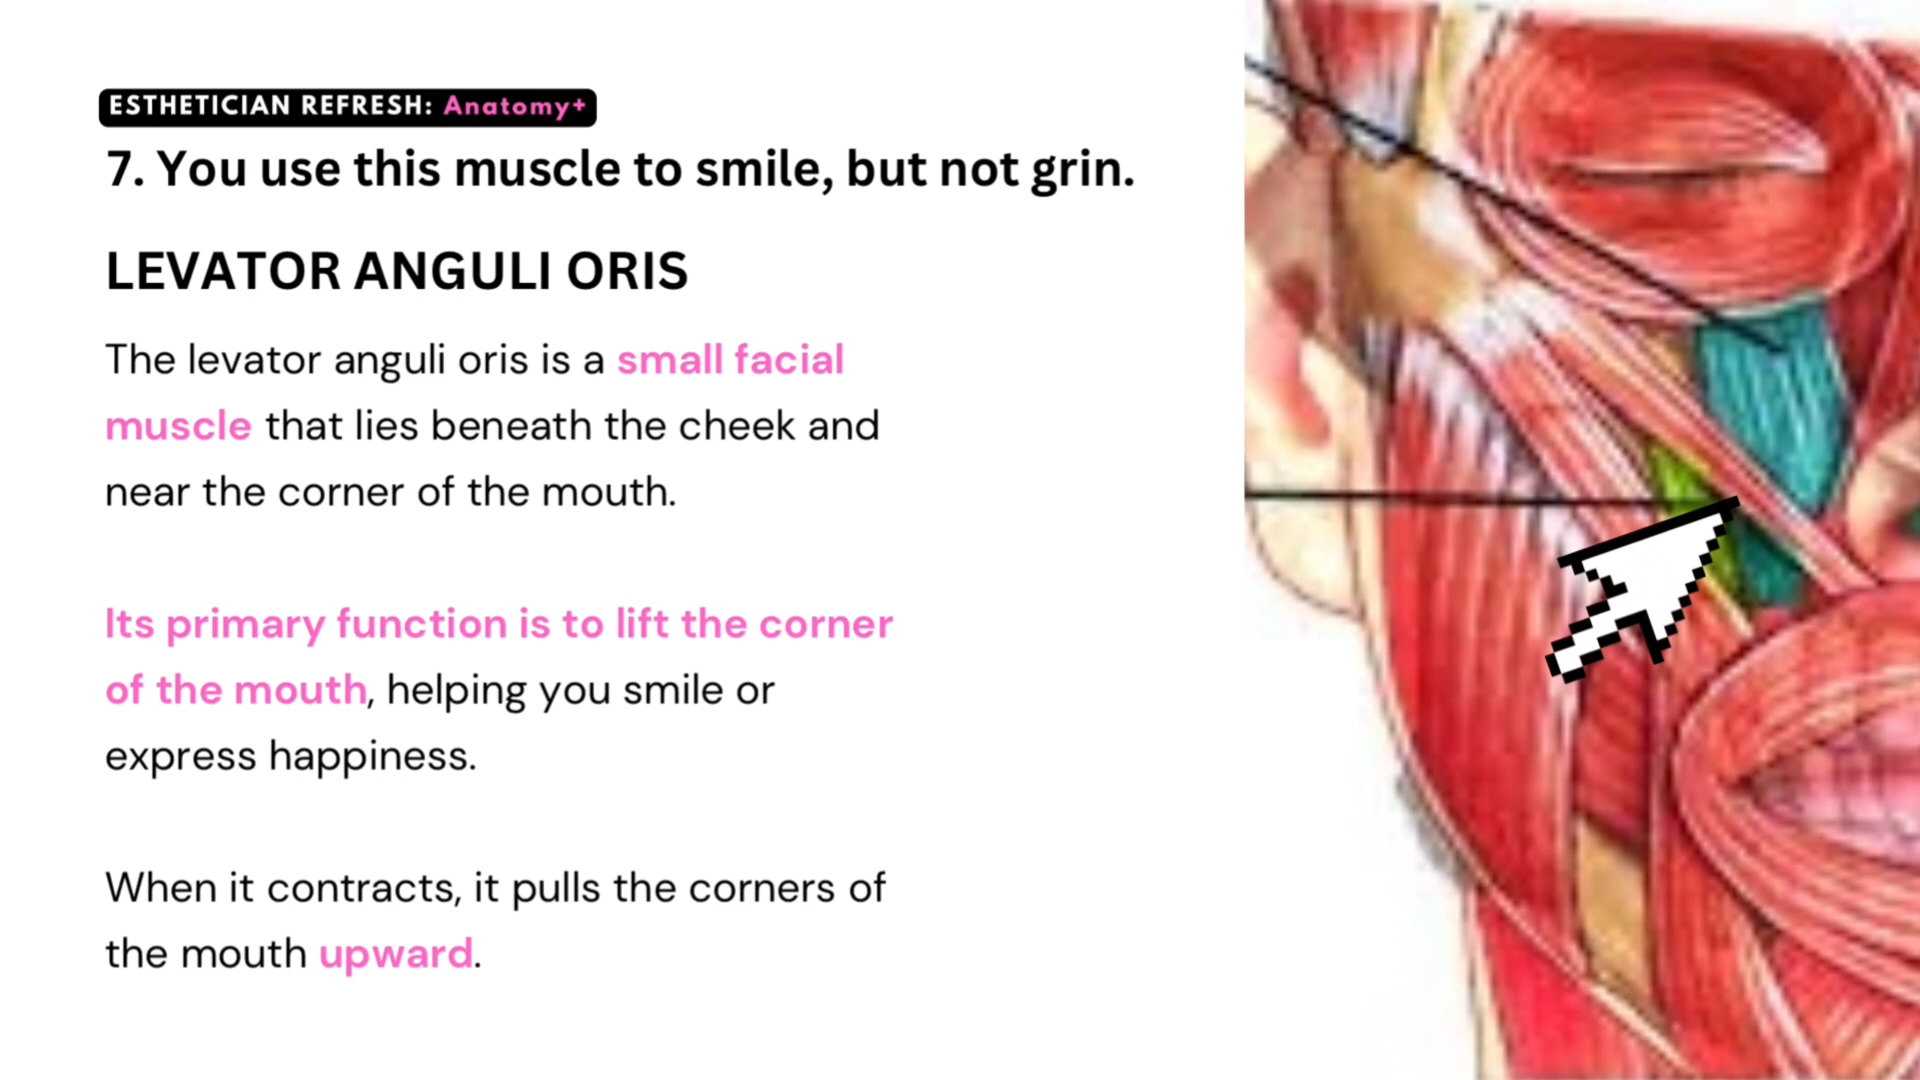 ESTHETICIAN REFRESH: Anatomy+
7. You use this muscle to smile, but not grin.
LEVATOR ANGULI ORIS
The levator anguli oris is a small facial
muscle that lies beneath the cheek and
near the corner of the mouth.
Its primary function is to lift the corner
of the mouth, helping you smile or
express happiness.
When it contracts, it pulls the corners of
the mouth upward.